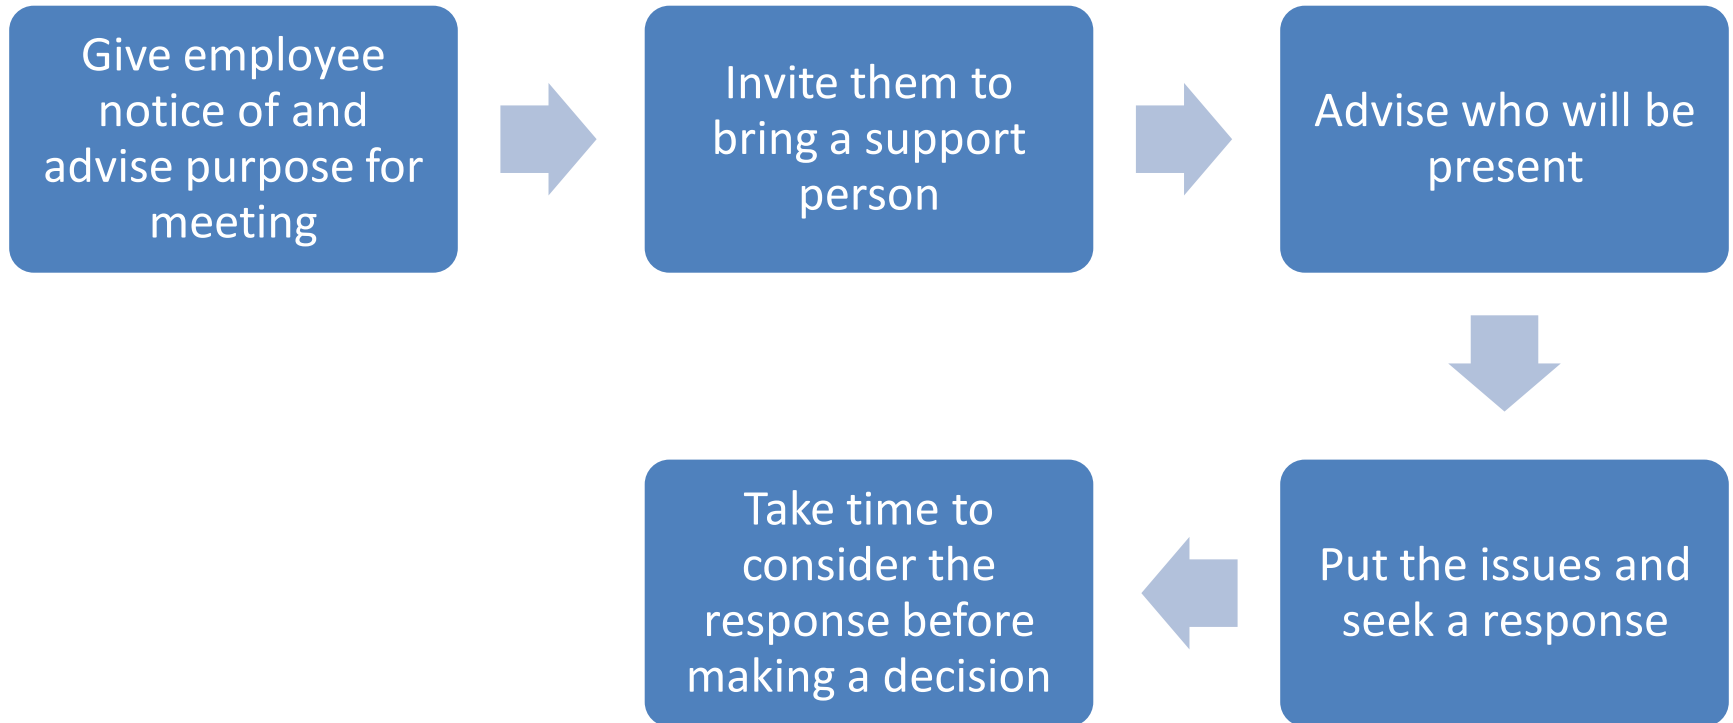 Give employee
notice of and
advise purpose for
meeting
Invite them to
bring a support
person
Advise who will be
present
Put the issues and
seek a response
Take time to
consider the
response before
making a decision